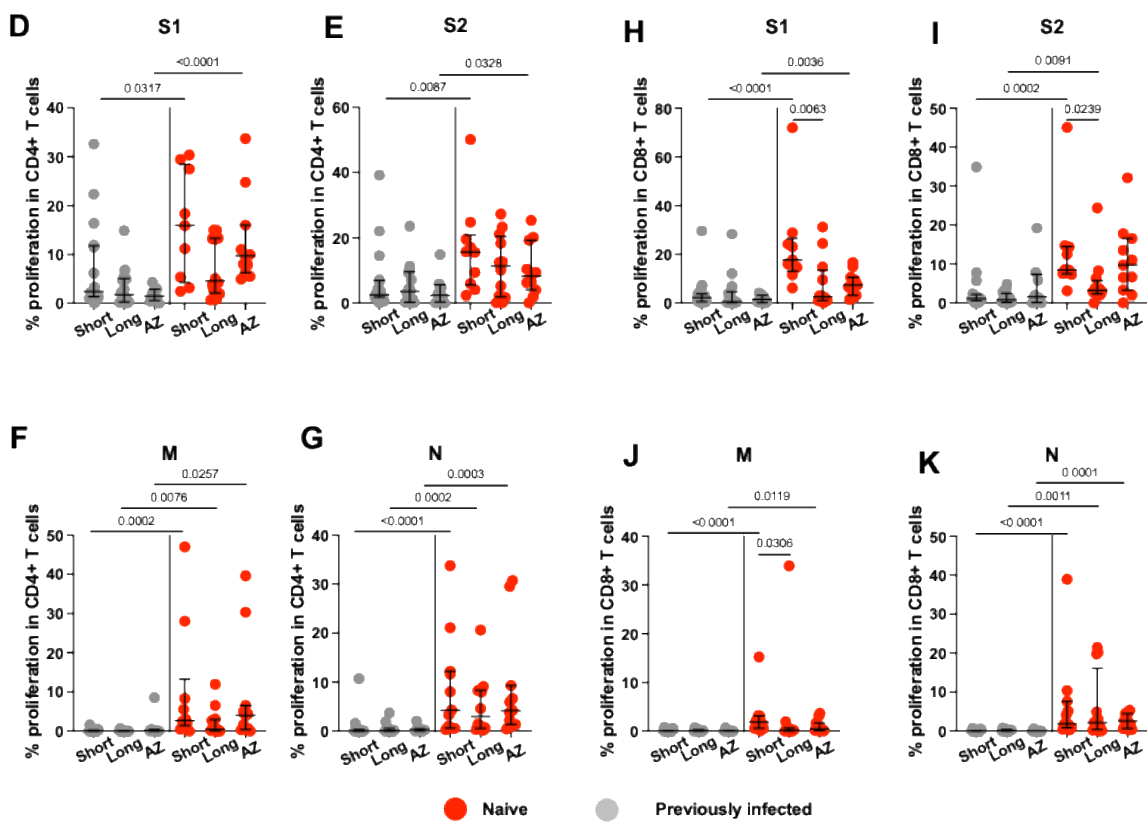 D
S1
<0.0001
0.0317
% proliferation in CD4+ T cells
40
30
20
10
0
Short
Long
AZ
Short
Long
AZ
E
S2
0.0328
0.0087
% proliferation in CD4+ T cells
60
40
20
0
Short
Long
AZ
Short
Long
AZ
H
S1
0.0036
<0.0001
0.0063
% proliferation in CD8+ T cells
80
60
40
20
0
Short
Long
AZ
Short
Long
AZ
I
S2
0.0091
0.0002
0.0239
% proliferation in CD8+ T cells
50
40
30
20
10
0
Short
Long
AZ
Short
Long
AZ
F
M
0.0257
0.0076
0.0002
% proliferation in CD4+ T cells
50
40
30
20
10
0
Short
Long
AZ
Short
Long
AZ
G
N
0.0003
0.0002
<0.0001
% proliferation in CD4+ T cells
40
30
20
10
0
Short
Long
AZ
Short
Long
AZ
J
M
0.0119
<0.0001
0.0306
% proliferation in CD8+ T cells
40
30
20
10
0
Short
Long
AZ
Short
Long
AZ
K
N
0.0001
0.0011
<0.0001
% proliferation in CD8+ T cells
50
40
30
20
10
0
Short
Long
AZ
Short
Long
AZ
Naive
Previously infected